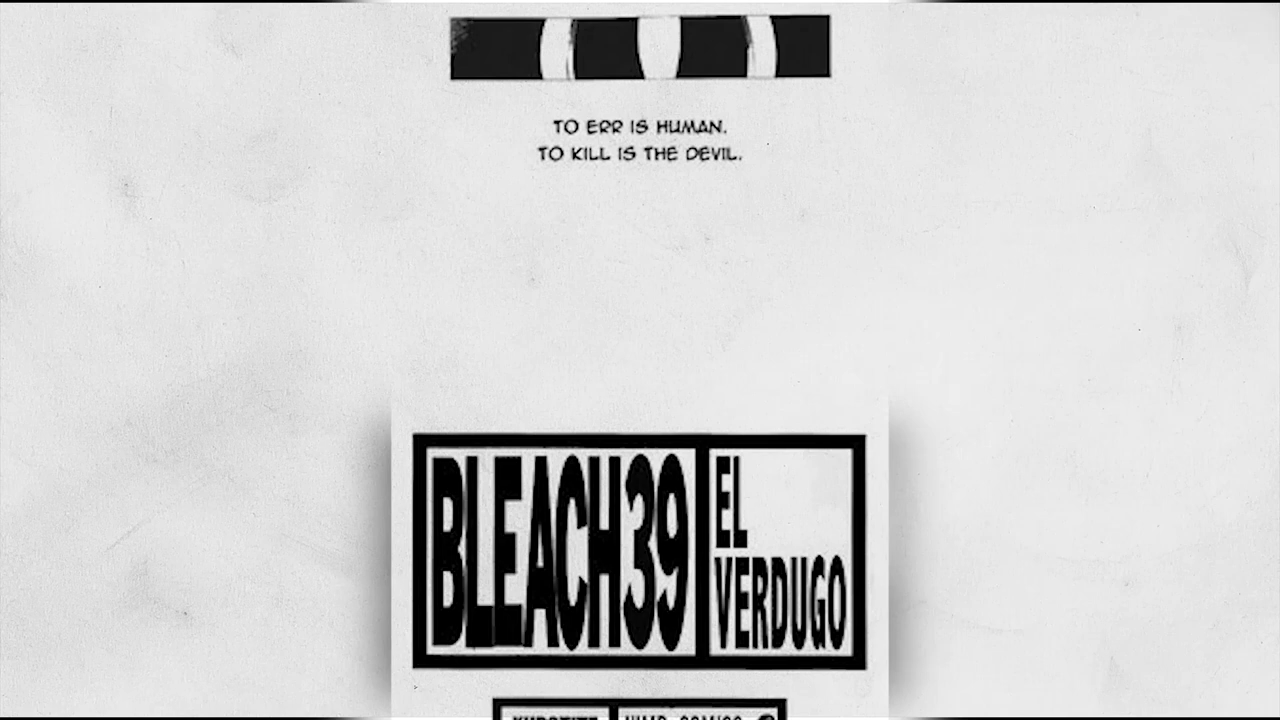 TO ERR IS HUMAN.
TO KILL IS THE DEVIL.
BLEACH39
EL
VERDUGO